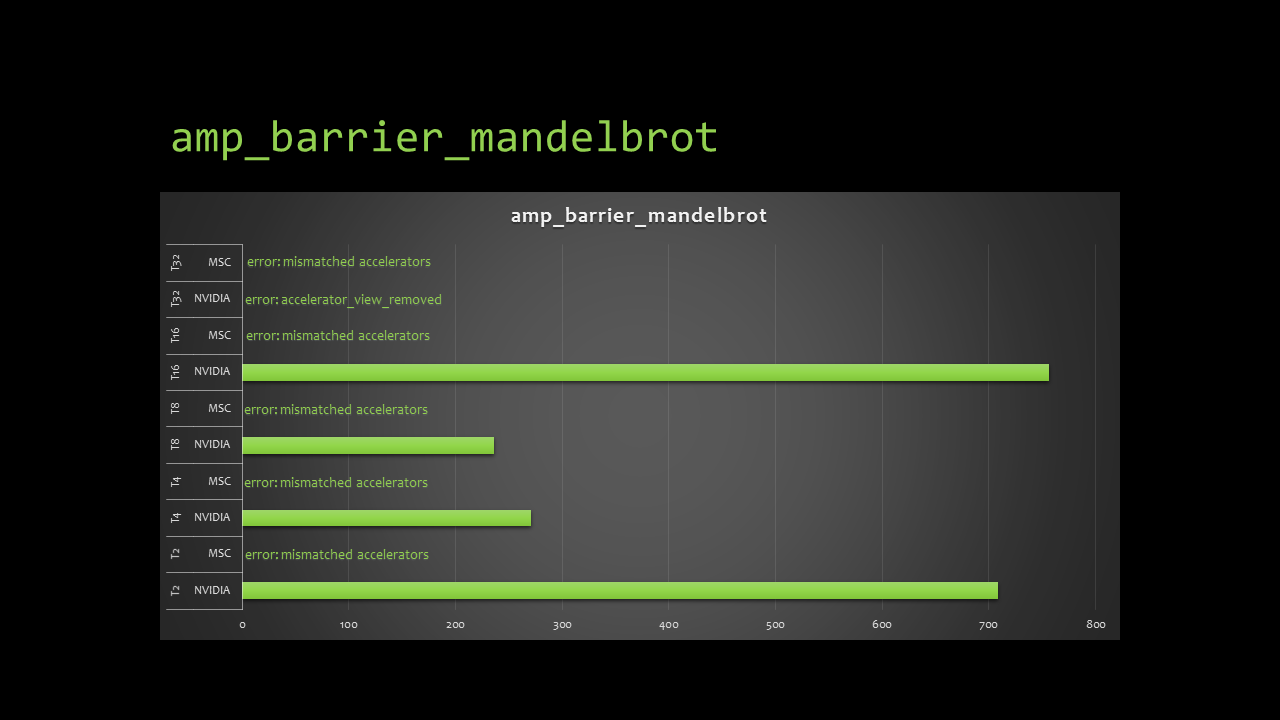 amp_barrier_mandelbrot
amp_barrier_mandelbrot
T32 MSC error: mismatched accelerators
T32 NVIDIA error: accelerator_view_removed
T16 MSC error: mismatched accelerators
T16 NVIDIA
T8 MSC error: mismatched accelerators
T8 NVIDIA
T4 MSC error: mismatched accelerators
T4 NVIDIA
T2 MSC error: mismatched accelerators
T2 NVIDIA
0 100 200 300 400 500 600 700 800